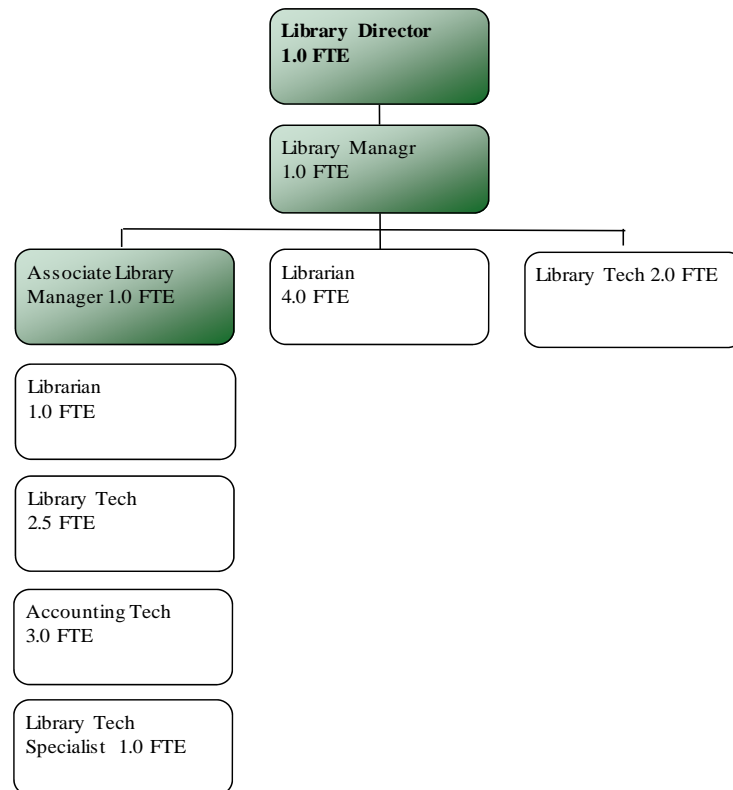 Library Director
1.0 FTE
Library Managr
1.0 FTE
Associate Library
Manager 1.0 FTE
Librarian
4.0 FTE
Library Tech 2.0 FTE
Librarian
1.0 FTE
Library Tech
2.5 FTE
Accounting Tech
3.0 FTE
Library Tech
Specialist 1.0 FTE